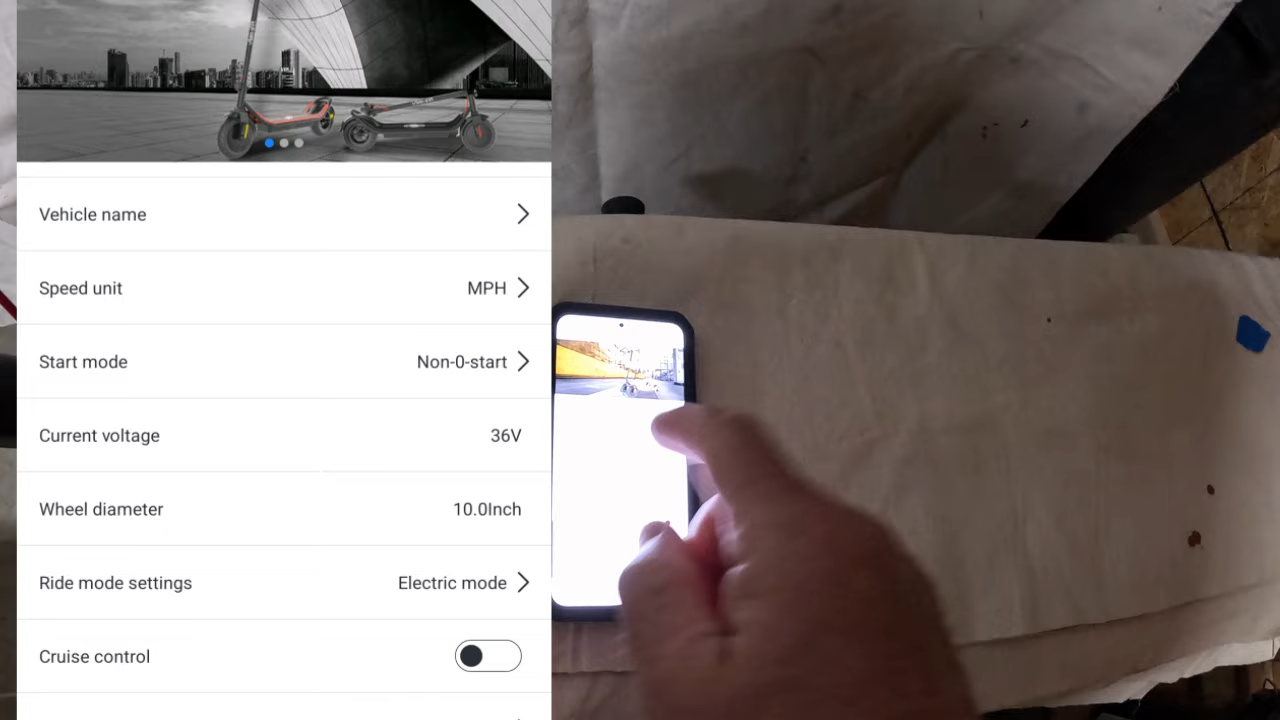 Vehicle name
Speed unit MPH
Start mode Non-0-start
Current voltage 36V
Wheel diameter 10.0Inch
Ride mode settings Electric mode
Cruise control